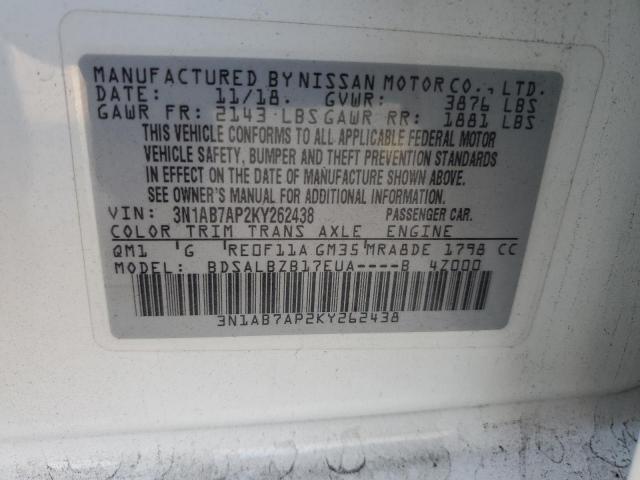 MANUFACTURED BY NISSAN MOTOR CO., LTD.
DATE: 11/18. GVWR: 3876 LBS
GAWR FR: 2143 LBS GAWR RR: 1881 LBS
THIS VEHICLE CONFORMS TO ALL APPLICABLE FEDERAL MOTOR
VEHICLE SAFETY, BUMPER AND THEFT PREVENTION STANDARDS
IN EFFECT ON THE DATE OF MANUFACTURE SHOWN ABOVE.
SEE OWNER'S MANUAL FOR ADDITIONAL INFORMATION.
VIN: 3N1AB7AP2KY262438 PASSENGER CAR.
COLOR TRIM TRANS AXLE ENGINE
QM1 G RE0F11A GM35 MRA8DE 1798 CC
MODEL: BDSALBZB17EUA----B 4Z000
3N1AB7AP2KY262438